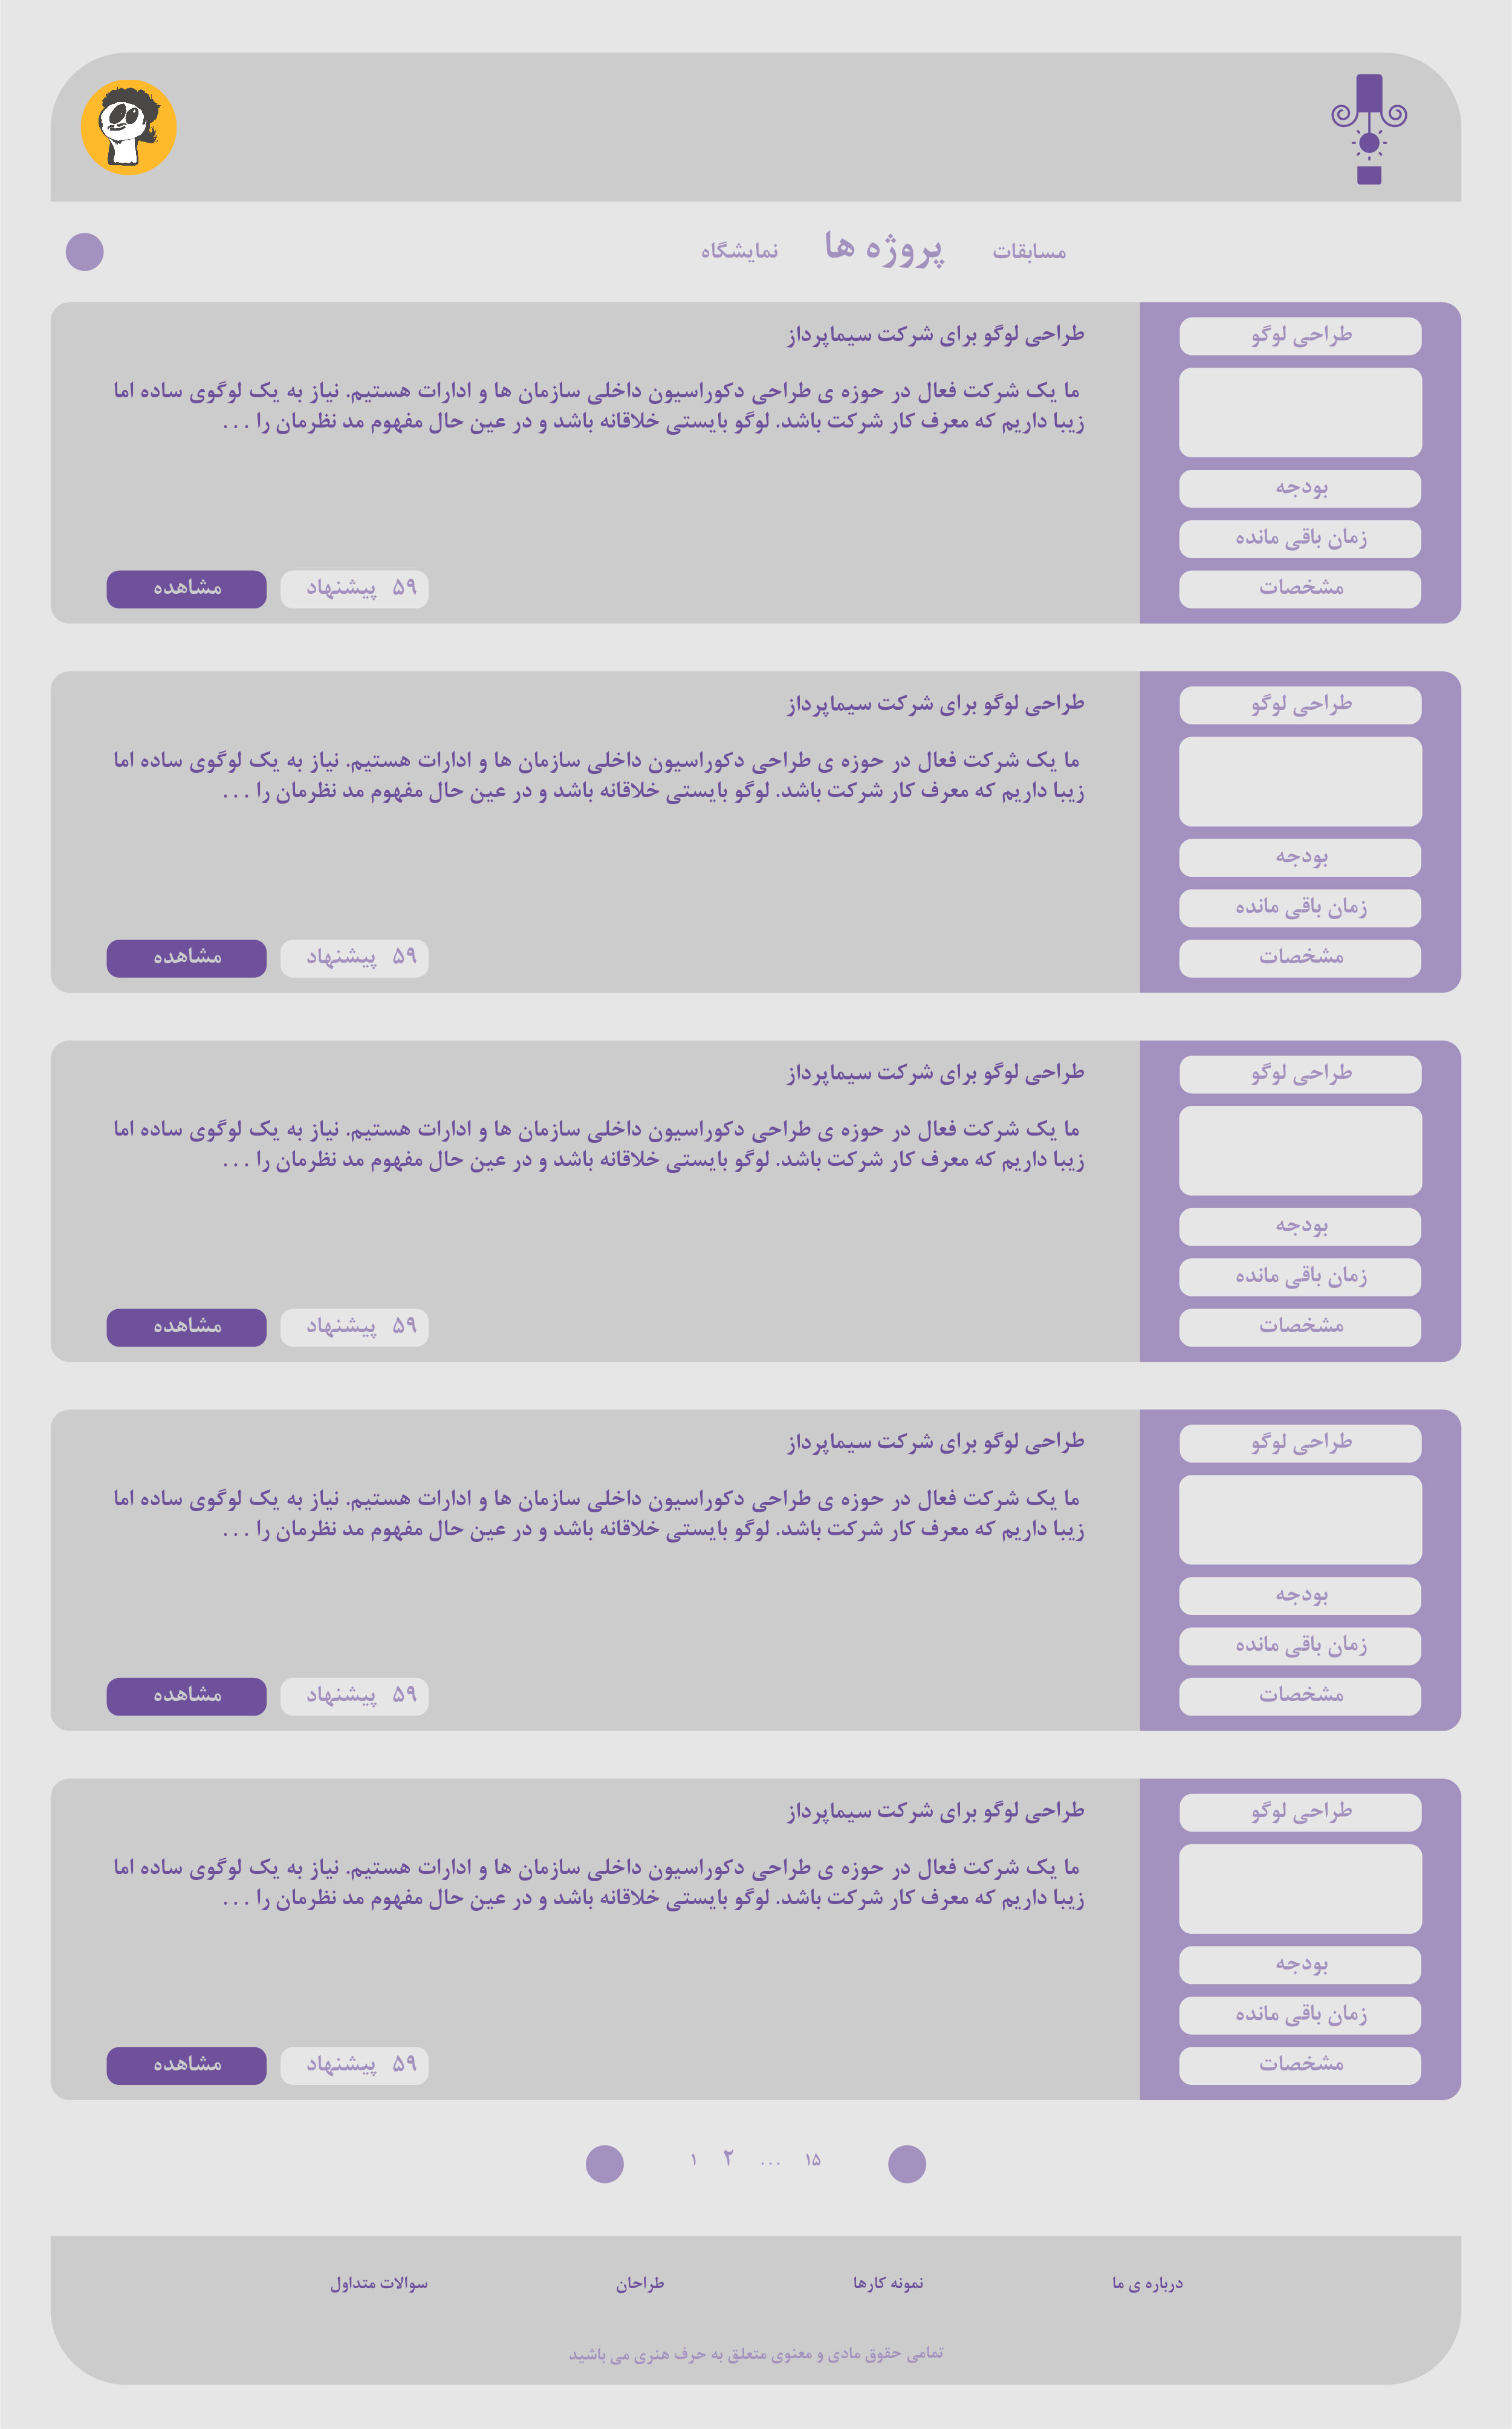 مسابقات
پروژه ها
نمایشگاه
طراحی لوگو
بودجه
زمان باقی مانده
مشخصات
طراحی لوگو برای شرکت سیماپرداز
ما یک شرکت فعال در حوزه ی طراحی دکوراسیون داخلی سازمان ها و ادارات هستیم. نیاز به یک لوگوی ساده اما
زیبا داریم که معرف کار شرکت باشد. لوگو بایستی خلاقانه باشد و در عین حال مفهوم مد نظرمان را ...
۵۹ پیشنهاد
مشاهده
طراحی لوگو
بودجه
زمان باقی مانده
مشخصات
طراحی لوگو برای شرکت سیماپرداز
ما یک شرکت فعال در حوزه ی طراحی دکوراسیون داخلی سازمان ها و ادارات هستیم. نیاز به یک لوگوی ساده اما
زیبا داریم که معرف کار شرکت باشد. لوگو بایستی خلاقانه باشد و در عین حال مفهوم مد نظرمان را ...
۵۹ پیشنهاد
مشاهده
طراحی لوگو
بودجه
زمان باقی مانده
مشخصات
طراحی لوگو برای شرکت سیماپرداز
ما یک شرکت فعال در حوزه ی طراحی دکوراسیون داخلی سازمان ها و ادارات هستیم. نیاز به یک لوگوی ساده اما
زیبا داریم که معرف کار شرکت باشد. لوگو بایستی خلاقانه باشد و در عین حال مفهوم مد نظرمان را ...
۵۹ پیشنهاد
مشاهده
طراحی لوگو
بودجه
زمان باقی مانده
مشخصات
طراحی لوگو برای شرکت سیماپرداز
ما یک شرکت فعال در حوزه ی طراحی دکوراسیون داخلی سازمان ها و ادارات هستیم. نیاز به یک لوگوی ساده اما
زیبا داریم که معرف کار شرکت باشد. لوگو بایستی خلاقانه باشد و در عین حال مفهوم مد نظرمان را ...
۵۹ پیشنهاد
مشاهده
طراحی لوگو
بودجه
زمان باقی مانده
مشخصات
طراحی لوگو برای شرکت سیماپرداز
ما یک شرکت فعال در حوزه ی طراحی دکوراسیون داخلی سازمان ها و ادارات هستیم. نیاز به یک لوگوی ساده اما
زیبا داریم که معرف کار شرکت باشد. لوگو بایستی خلاقانه باشد و در عین حال مفهوم مد نظرمان را ...
۵۹ پیشنهاد
مشاهده
۱ ۲ ... ۱۵
درباره ی ما
نمونه کارها
طراحان
سوالات متداول
تمامی حقوق مادی و معنوی متعلق به حرف هنری می باشید